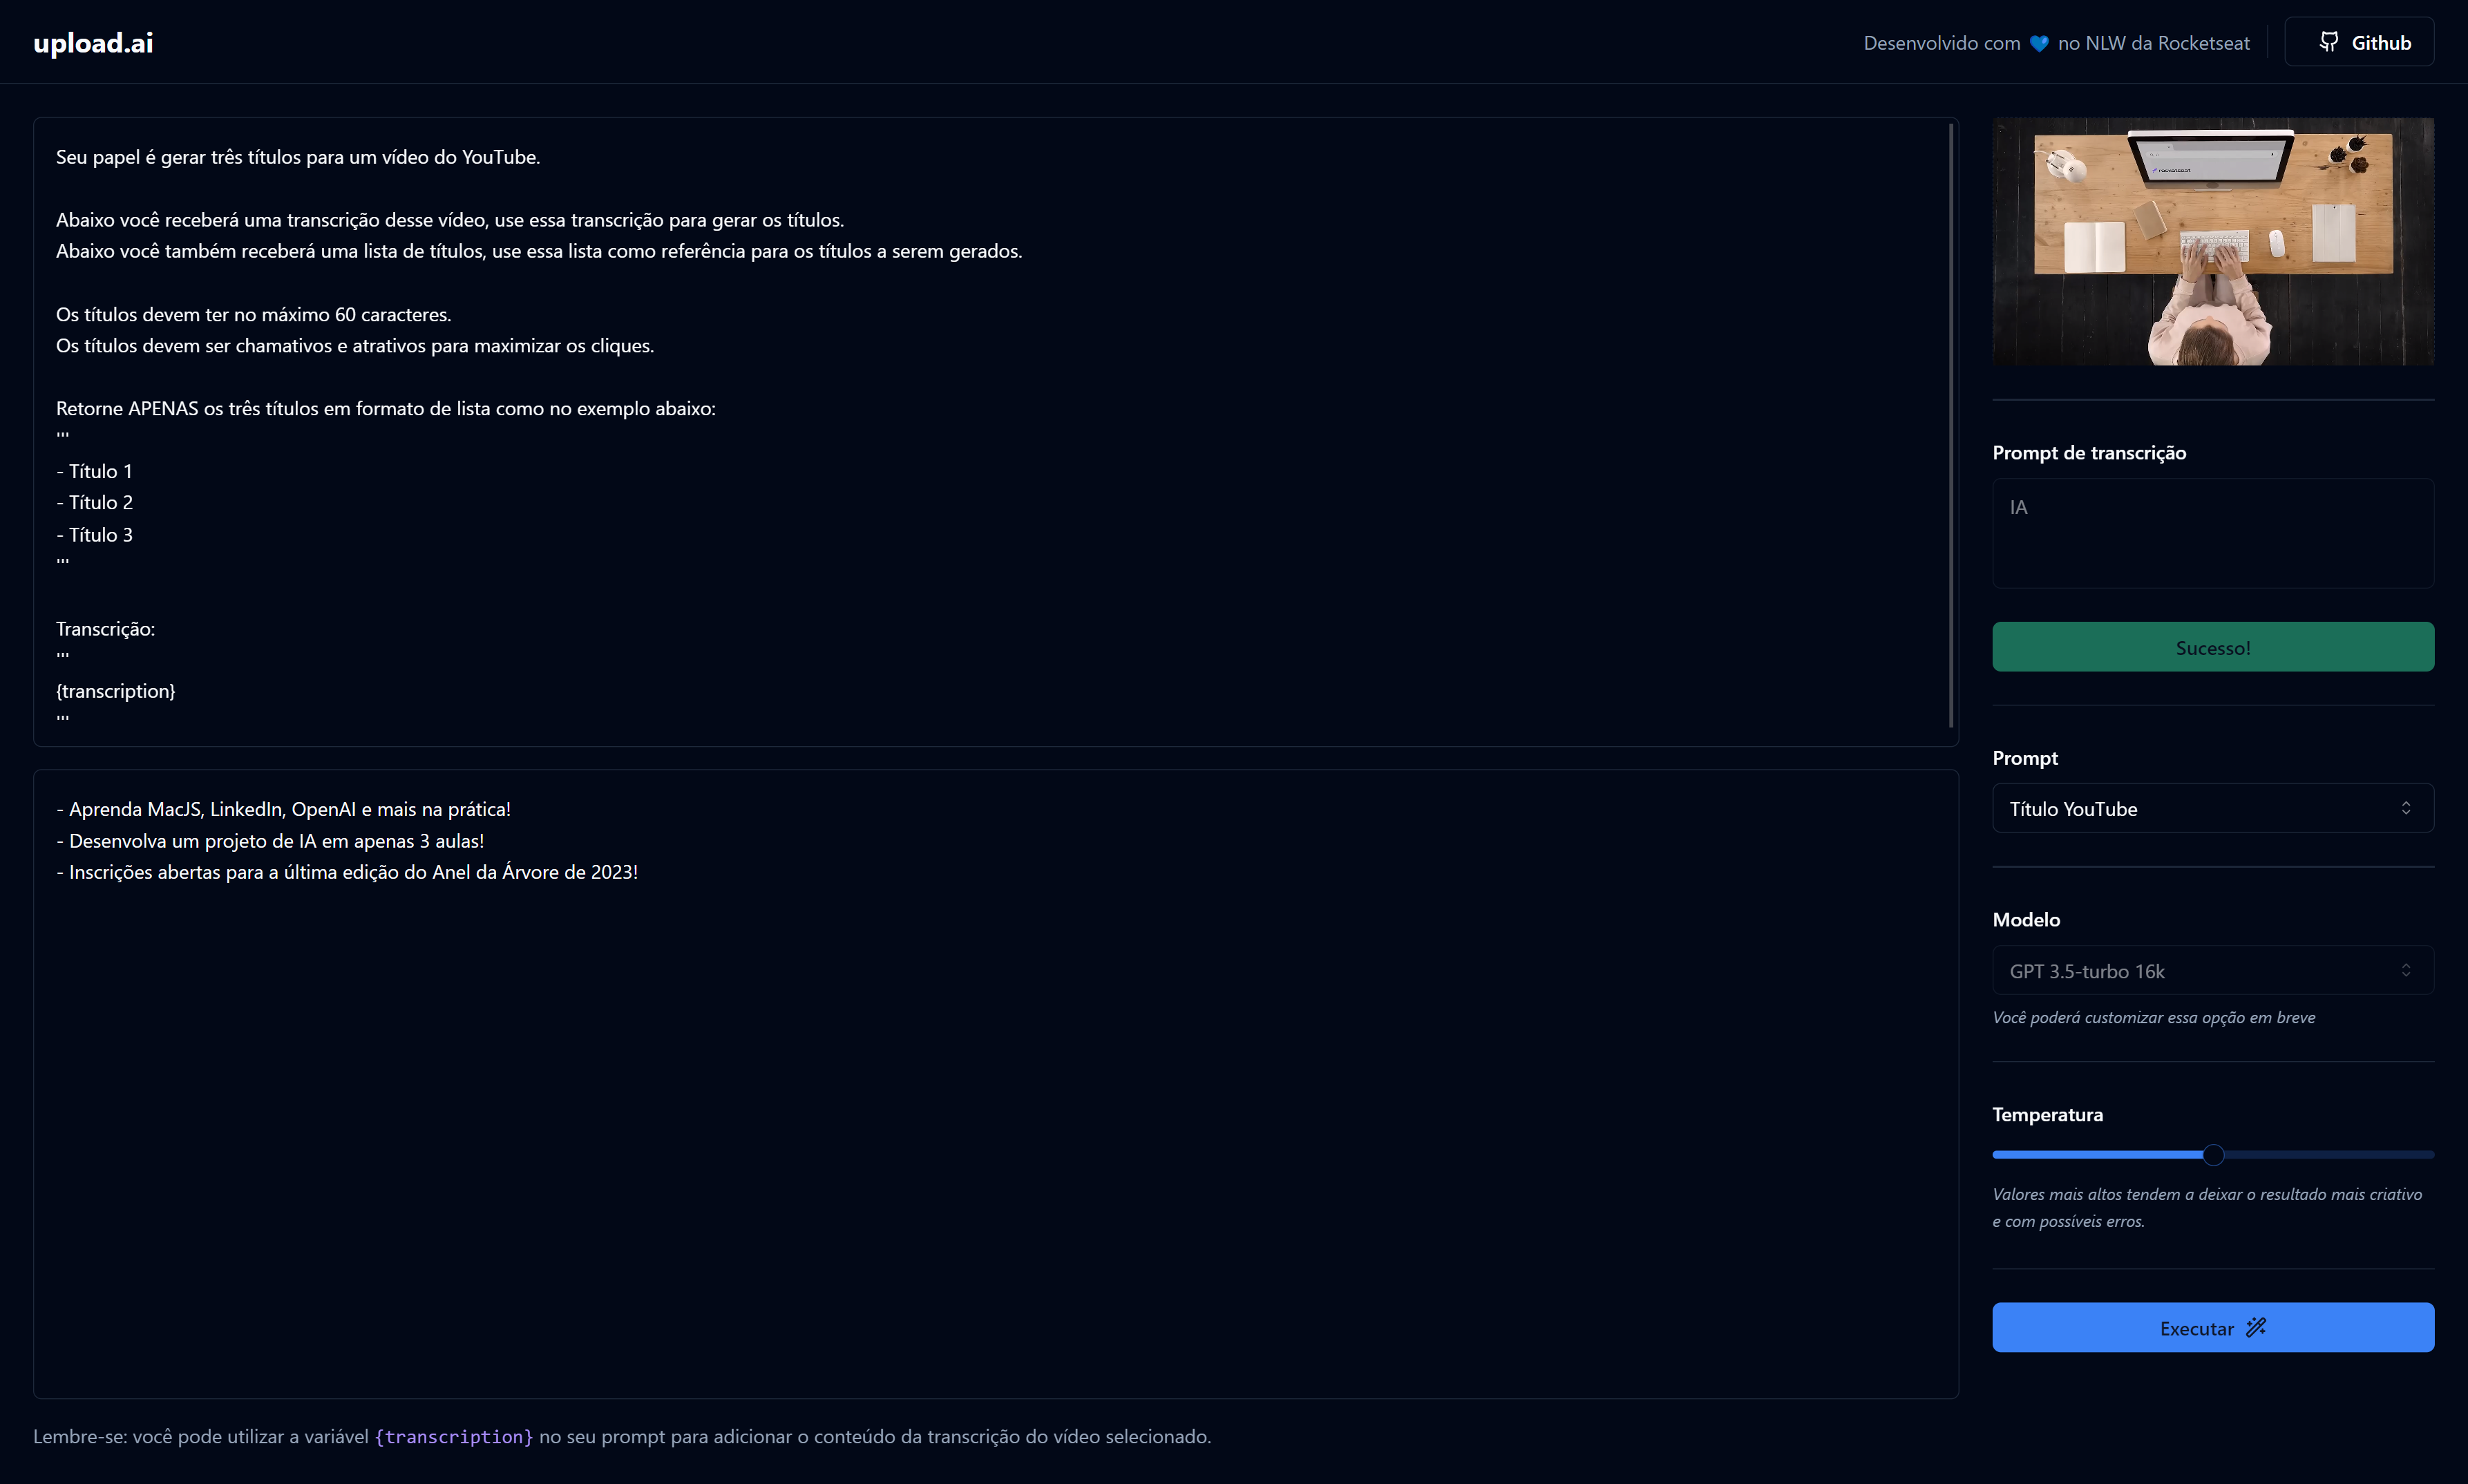 upload.ai
Desenvolvido com 💙 no NLW da Rocketseat
Github
Seu papel é gerar três títulos para um vídeo do YouTube.
Abaixo você receberá uma transcrição desse vídeo, use essa transcrição para gerar os títulos.
Abaixo você também receberá uma lista de títulos, use essa lista como referência para os títulos a serem gerados.
Os títulos devem ter no máximo 60 caracteres.
Os títulos devem ser chamativos e atrativos para maximizar os cliques.
Retorne APENAS os três títulos em formato de lista como no exemplo abaixo:
'''
- Título 1
- Título 2
- Título 3
'''
Transcrição:
'''
{transcription}
'''
- Aprenda MacJS, LinkedIn, OpenAI e mais na prática!
- Desenvolva um projeto de IA em apenas 3 aulas!
- Inscrições abertas para a última edição do Anel da Árvore de 2023!
Lembre-se: você pode utilizar a variável {transcription} no seu prompt para adicionar o conteúdo da transcrição do vídeo selecionado.
rocketseat
Prompt de transcrição
IA
Sucesso!
Prompt
Título YouTube
Modelo
GPT 3.5-turbo 16k
Você poderá customizar essa opção em breve
Temperatura
Valores mais altos tendem a deixar o resultado mais criativo
e com possíveis erros.
Executar